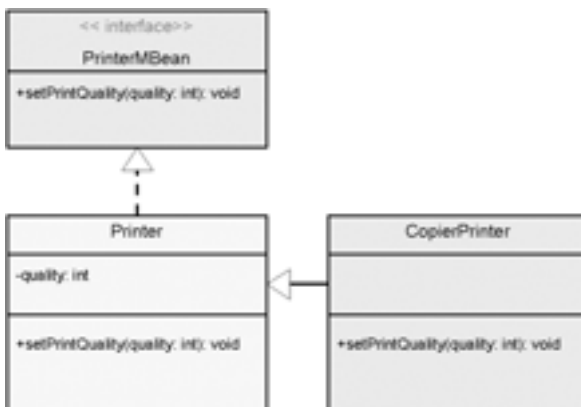 << interface>>
PrinterMBean
+setPrintQuality(quality: int): void
Printer
-quality: int
+setPrintQuality(quality: int): void
CopierPrinter
+setPrintQuality(quality: int): void